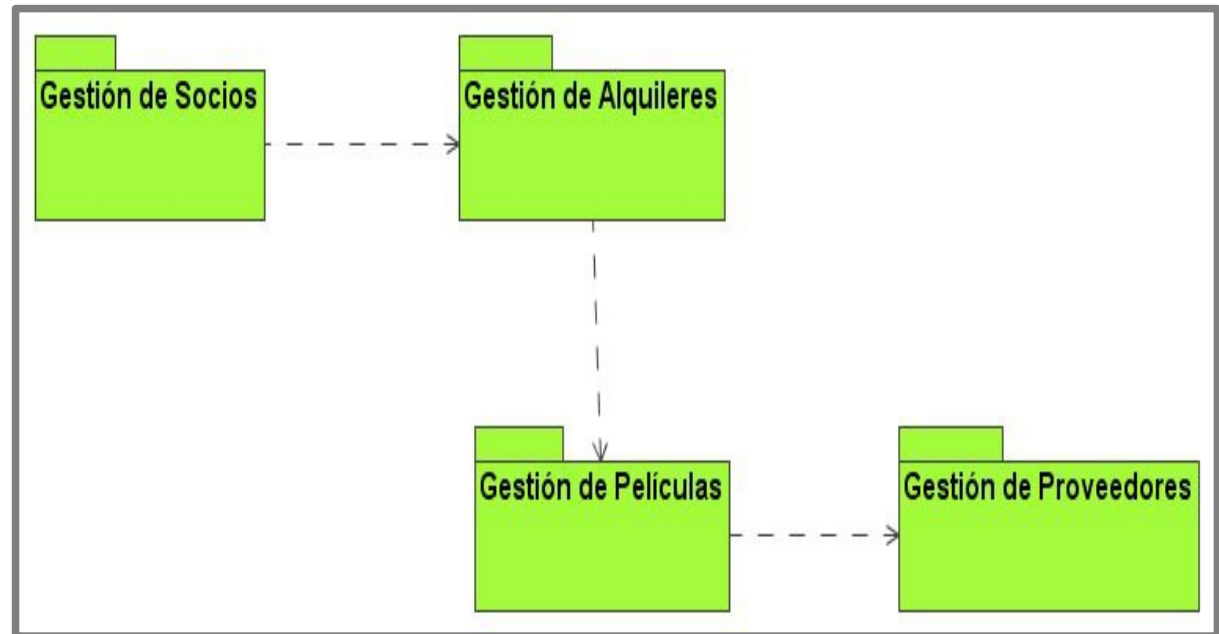 Gestión de Socios
Gestión de Alquileres
Gestión de Películas
Gestión de Proveedores